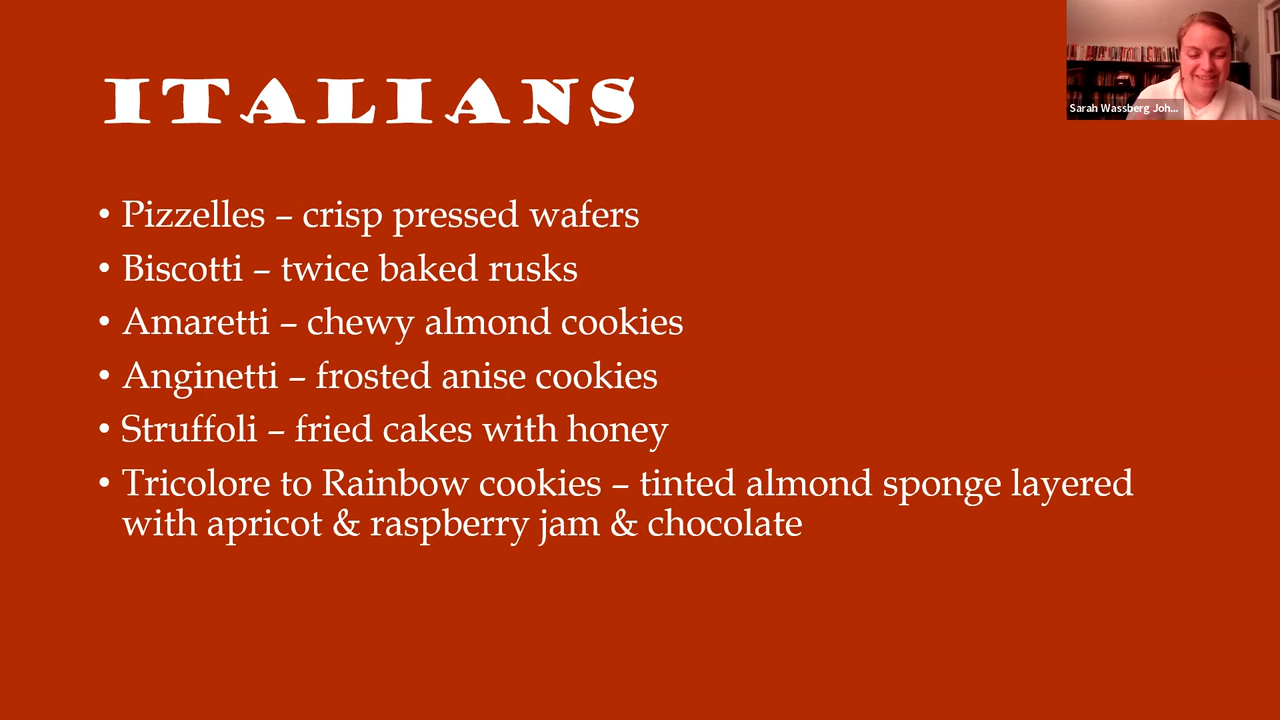 ITALIANS
Sarah Wassberg Joh...
• Pizzelles – crisp pressed wafers
• Biscotti – twice baked rusks
• Amaretti – chewy almond cookies
• Anginetti – frosted anise cookies
• Struffoli – fried cakes with honey
• Tricolore to Rainbow cookies – tinted almond sponge layered
with apricot & raspberry jam & chocolate